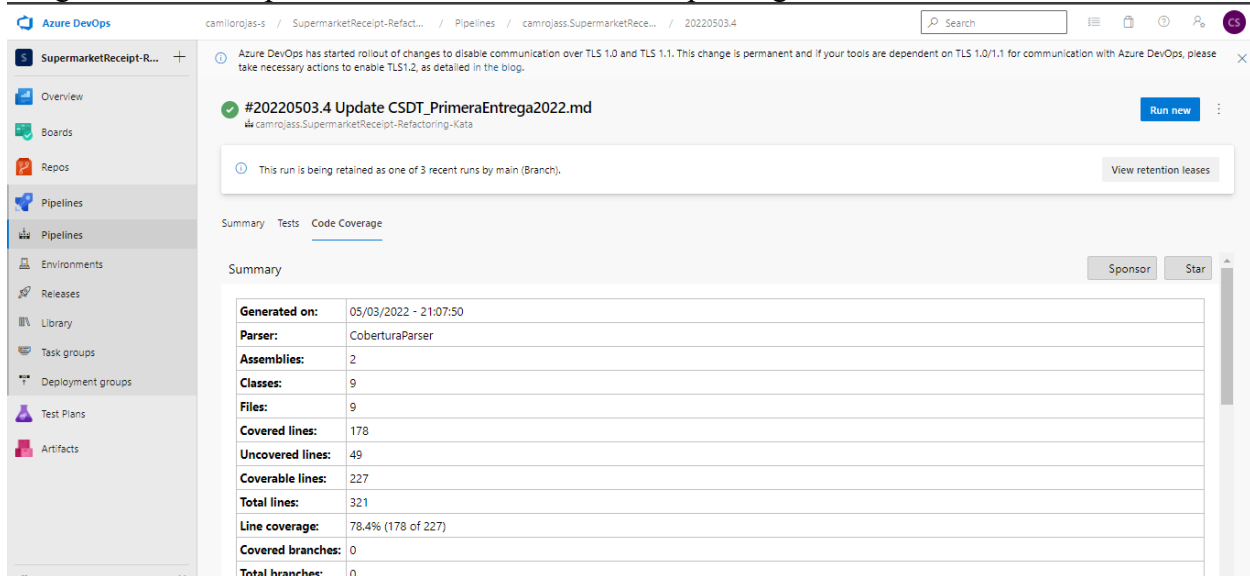 Azure DevOps
camilorojas-s / SupermarketReceipt-Refact... / Pipelines / camrojass.SupermarketRece... / 20220503.4
Search
CS
S SupermarketReceipt-R... +
Azure DevOps has started rollout of changes to disable communication over TLS 1.0 and TLS 1.1. This change is permanent and if your tools are dependent on TLS 1.0/1.1 for communication with Azure DevOps, please
take necessary actions to enable TLS1.2, as detailed in the blog.
Overview
Boards
Repos
Pipelines
Pipelines
Environments
Releases
Library
Task groups
Deployment groups
Test Plans
Artifacts
#20220503.4 Update CSDT_PrimeraEntrega2022.md
camrojass.SupermarketReceipt-Refactoring-Kata
Run new
This run is being retained as one of 3 recent runs by main (Branch).
View retention leases
Summary Tests Code Coverage
Summary
Sponsor Star
Generated on: 05/03/2022 - 21:07:50
Parser: CoberturaParser
Assemblies: 2
Classes: 9
Files: 9
Covered lines: 178
Uncovered lines: 49
Coverable lines: 227
Total lines: 321
Line coverage: 78.4% (178 of 227)
Covered branches: 0
Total branches: 0